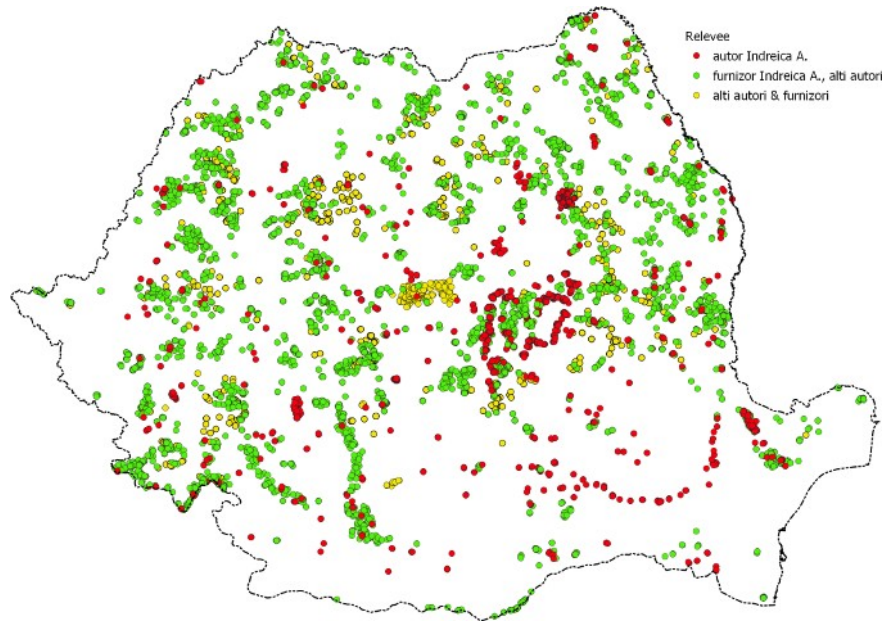 Relevee
autor Indreica A.
furnizor Indreica A., alti autori
alti autori & furnizori